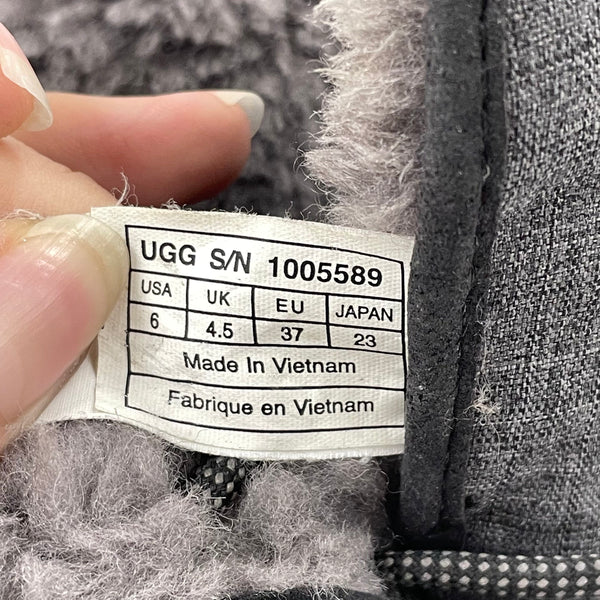 UGG S/N 1005589
USA UK EU JAPAN
6 4.5 37 23
Made In Vietnam
Fabrique en Vietnam